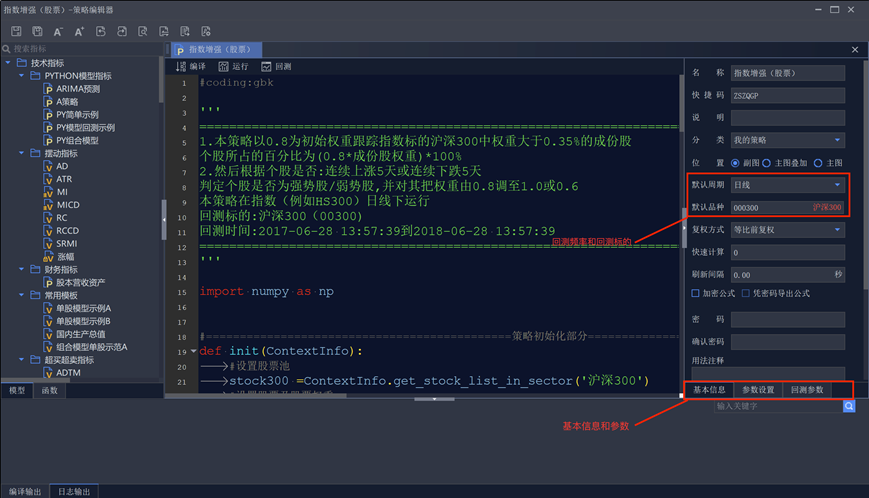 指数增强（股票）-策略编辑器
搜索指标
技术指标
PYTHON模型指标
ARIMA预测
A策略
PY简单示例
PY模型回测示例
PY组合模型
摆动指标
AD
ATR
MI
MICD
RC
RCCD
SRMI
涨幅
财务指标
股本营收资产
常用模板
单股模型示例A
单股模型示例B
国内生产总值
组合模型单股示范A
超买超卖指标
ADTM
模型 函数
指数增强（股票）
编译 运行 回测
1 #coding:gbk
2
3 '''
4 ====================================================================
5 1.本策略以0.8为初始权重跟踪指数标的沪深300中权重大于0.35%的成份股
6 个股所占的百分比为(0.8*成份股权重)*100%
7 2.然后根据个股是否:连续上涨5天或连续下跌5天
8 判定个股是否为强势股/弱势股,并对其把权重由0.8调至1.0或0.6
9 本策略在指数（例如HS300）日线下运行
10 回测标的:沪深300（00300)
11 回测时间:2017-06-28 13:57:39到2018-06-28 13:57:39
12 ====================================================================
13 '''
14
15 import numpy as np
16
17
18 #==============================================策略初始化部分==============
19 def init(ContextInfo):
20 #设置股票池
21 stock300 =ContextInfo.get_stock_list_in_sector('沪深300')
名 称 指数增强（股票）
快 捷 码 ZSZQGP
说 明
分 类 我的策略
位 置 副图 主图叠加 主图
默认周期 日线
默认品种 000300 沪深300
复权方式 等比前复权
快速计算 0
刷新间隔 0.00 秒
加密公式 凭密码导出公式
密 码
确认密码
用法注释
基本信息 参数设置 回测参数
输入关键字
回测频率和回测标的
基本信息和参数
编译输出 日志输出